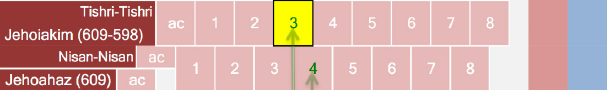 Tishri-Tishri
Jehoiakim (609-598) ac 1 2 3 4 5 6 7 8
Nisan-Nisan ac 1 2 3 4 5 6 7 8
Jehoahaz (609) ac